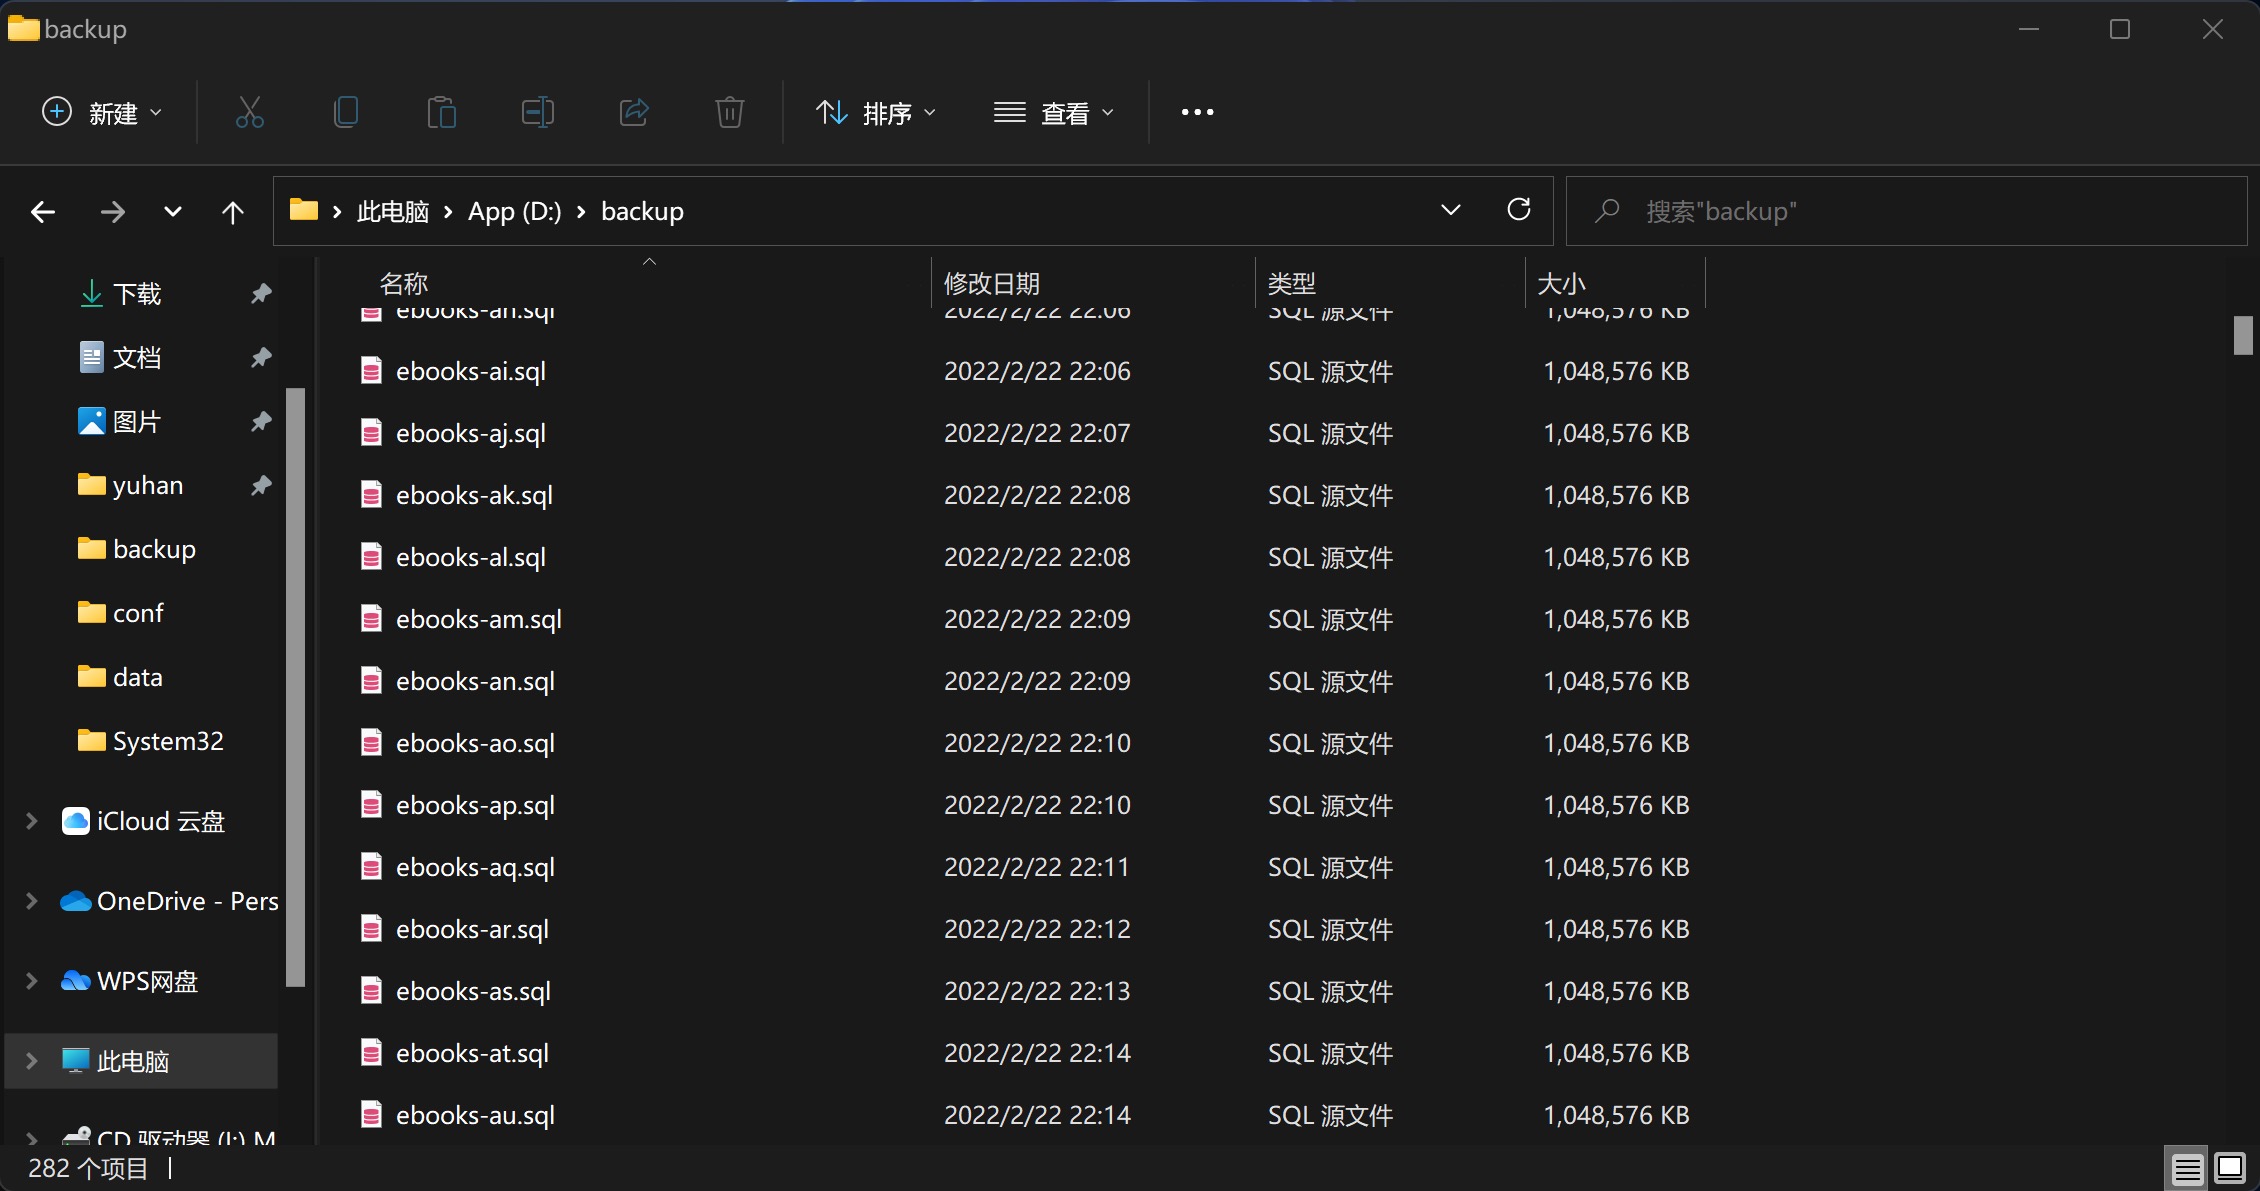 backup
新建
排序
查看
此电脑 App (D:) backup
搜索"backup"
下载
文档
图片
yuhan
backup
conf
data
System32
iCloud 云盘
OneDrive - Pers
WPS网盘
此电脑
CD 驱动器 (I:) M
名称 修改日期 类型 大小
ebooks-ah.sql 2022/2/22 22:06 SQL 源文件 1,048,576 KB
ebooks-ai.sql 2022/2/22 22:06 SQL 源文件 1,048,576 KB
ebooks-aj.sql 2022/2/22 22:07 SQL 源文件 1,048,576 KB
ebooks-ak.sql 2022/2/22 22:08 SQL 源文件 1,048,576 KB
ebooks-al.sql 2022/2/22 22:08 SQL 源文件 1,048,576 KB
ebooks-am.sql 2022/2/22 22:09 SQL 源文件 1,048,576 KB
ebooks-an.sql 2022/2/22 22:09 SQL 源文件 1,048,576 KB
ebooks-ao.sql 2022/2/22 22:10 SQL 源文件 1,048,576 KB
ebooks-ap.sql 2022/2/22 22:10 SQL 源文件 1,048,576 KB
ebooks-aq.sql 2022/2/22 22:11 SQL 源文件 1,048,576 KB
ebooks-ar.sql 2022/2/22 22:12 SQL 源文件 1,048,576 KB
ebooks-as.sql 2022/2/22 22:13 SQL 源文件 1,048,576 KB
ebooks-at.sql 2022/2/22 22:14 SQL 源文件 1,048,576 KB
ebooks-au.sql 2022/2/22 22:14 SQL 源文件 1,048,576 KB
282 个项目